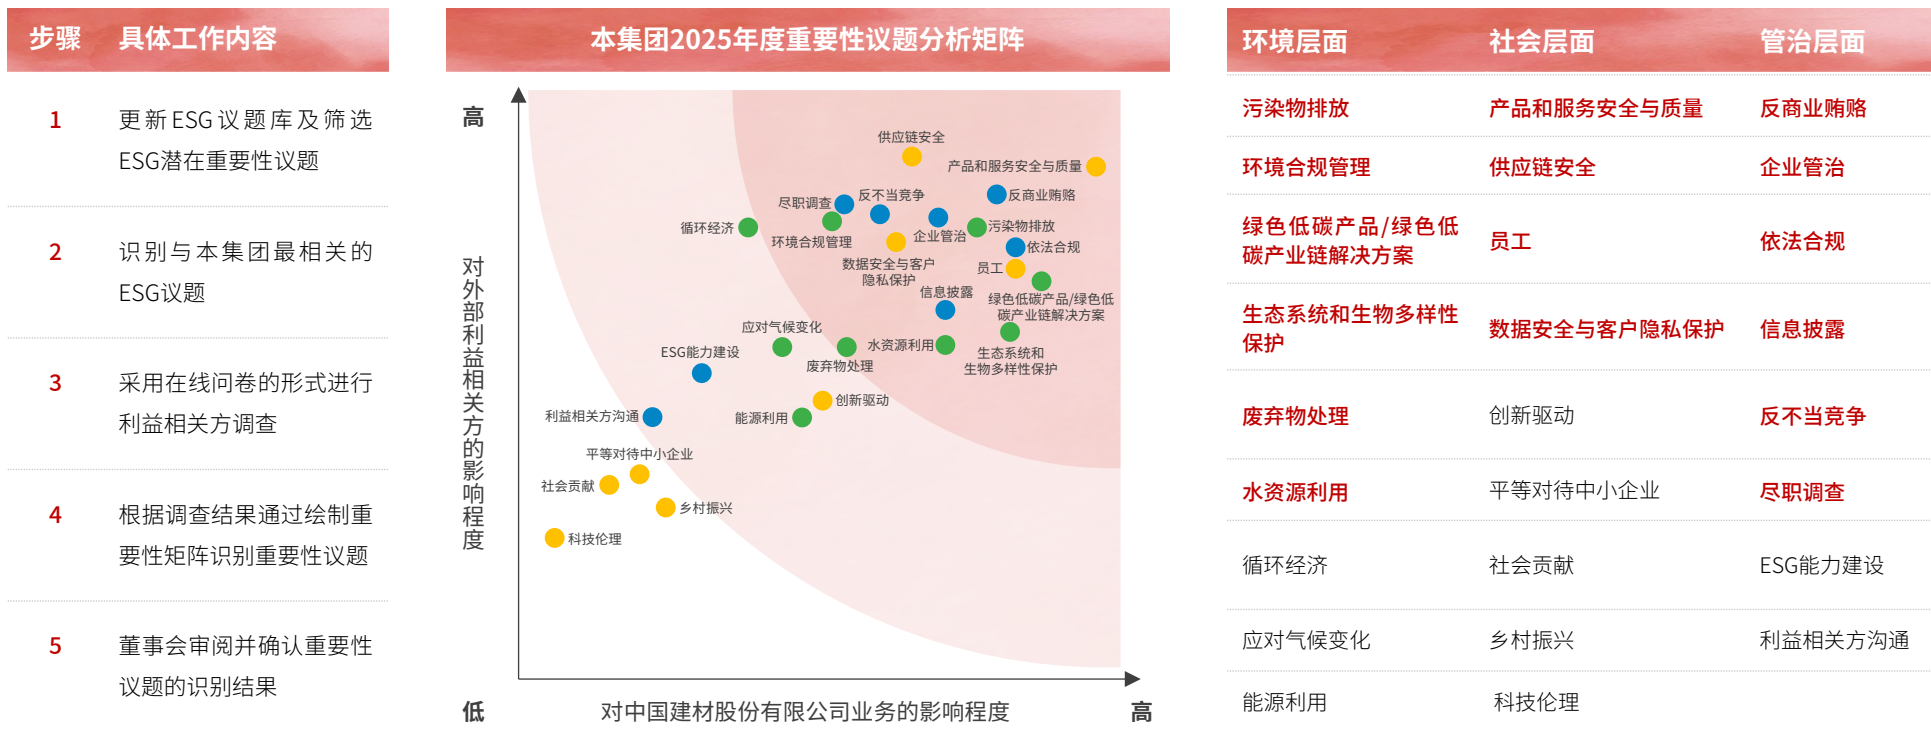 步骤 具体工作内容
1 更新ESG议题库及筛选
ESG潜在重要性议题
2 识别与本集团最相关的
ESG议题
3 采用在线问卷的形式进行
利益相关方调查
4 根据调查结果通过绘制重
要性矩阵识别重要性议题
5 董事会审阅并确认重要性
议题的识别结果
本集团2025年度重要性议题分析矩阵
高
对外部利益相关方的影响程度
供应链安全
产品和服务安全与质量
尽职调查
反不当竞争
反商业贿赂
循环经济
环境合规管理
企业管治
污染物排放
依法合规
数据安全与客户
隐私保护
员工
信息披露
绿色低碳产品/绿色低
碳产业链解决方案
应对气候变化
水资源利用
ESG能力建设
废弃物处理
生态系统和
生物多样性保护
创新驱动
利益相关方沟通
能源利用
平等对待中小企业
社会贡献
乡村振兴
科技伦理
低
对中国建材股份有限公司业务的影响程度
高
环境层面 社会层面 管治层面
污染物排放 产品和服务安全与质量 反商业贿赂
环境合规管理 供应链安全 企业管治
绿色低碳产品/绿色低
碳产业链解决方案
员工 依法合规
生态系统和生物多样性
保护
数据安全与客户隐私保护 信息披露
废弃物处理 创新驱动 反不当竞争
水资源利用 平等对待中小企业 尽职调查
循环经济 社会贡献 ESG能力建设
应对气候变化 乡村振兴 利益相关方沟通
能源利用 科技伦理